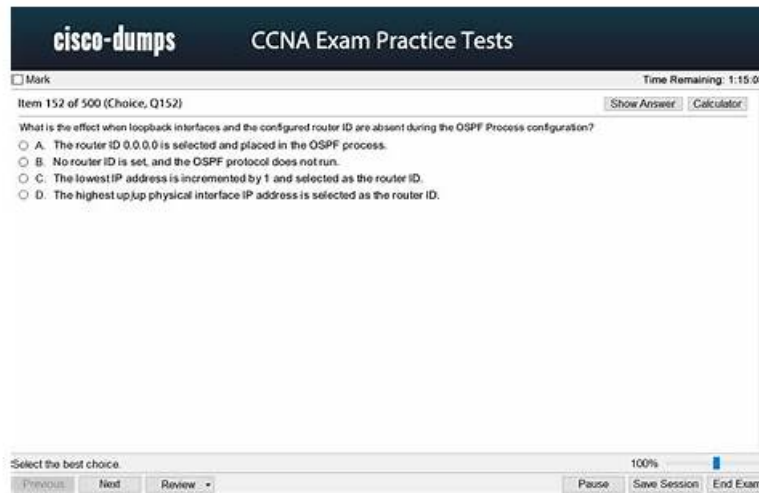 cisco-dumps CCNA Exam Practice Tests
Mark Time Remaining: 1:15:0
Item 152 of 500 (Choice, Q152) Show Answer Calculator
What is the effect when loopback interfaces and the configured router ID are absent during the OSPF Process configuration?
A. The router ID 0.0.0.0 is selected and placed in the OSPF process.
B. No router ID is set, and the OSPF protocol does not run.
C. The lowest IP address is incremented by 1 and selected as the router ID.
D. The highest up/up physical interface IP address is selected as the router ID.
Select the best choice. 100%
Previous Next Review Pause Save Session End Exam